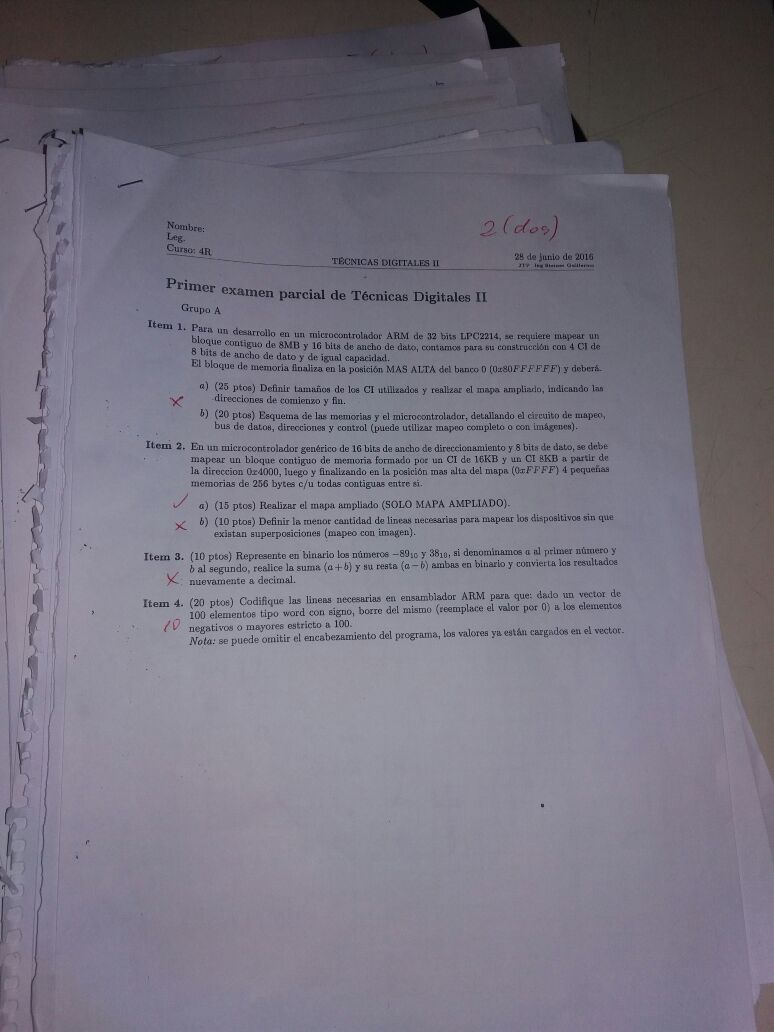 2 (dos)
Nombre:
Leg.
Curso: 4R
TÉCNICAS DIGITALES II
28 de junio de 2016
JTP Ing Steiner Guillermo
Primer examen parcial de Técnicas Digitales II
Grupo A
Item 1. Para un desarrollo en un microcontrolador ARM de 32 bits LPC2214, se requiere mapear un
bloque contiguo de 8MB y 16 bits de ancho de dato, contamos para su construcción con 4 CI de
8 bits de ancho de dato y de igual capacidad.
El bloque de memoria finaliza en la posición MAS ALTA del banco 0 (0x80FFFFFF) y deberá.
a) (25 ptos) Definir tamaños de los CI utilizados y realizar el mapa ampliado, indicando las
direcciones de comienzo y fin.
b) (20 ptos) Esquema de las memorias y el microcontrolador, detallando el circuito de mapeo,
bus de datos, direcciones y control (puede utilizar mapeo completo o con imágenes).
Item 2. En un microcontrolador genérico de 16 bits de ancho de direccionamiento y 8 bits de dato, se debe
mapear un bloque contiguo de memoria formado por un CI de 16KB y un CI 8KB a partir de
la direccion 0x4000, luego y finalizando en la posición mas alta del mapa (0xFFFF) 4 pequeñas
memorias de 256 bytes c/u todas contiguas entre si.
a) (15 ptos) Realizar el mapa ampliado (SOLO MAPA AMPLIADO).
b) (10 ptos) Definir la menor cantidad de lineas necesarias para mapear los dispositivos sin que
existan superposiciones (mapeo con imagen).
Item 3. (10 ptos) Represente en binario los números −89₁₀ y 38₁₀, si denominamos a al primer número y
b al segundo, realice la suma (a+b) y su resta (a−b) ambas en binario y convierta los resultados
nuevamente a decimal.
Item 4. (20 ptos) Codifique las lineas necesarias en ensamblador ARM para que: dado un vector de
100 elementos tipo word con signo, borre del mismo (reemplace el valor por 0) a los elementos
10 negativos o mayores estricto a 100.
Nota: se puede omitir el encabezamiento del programa, los valores ya están cargados en el vector.